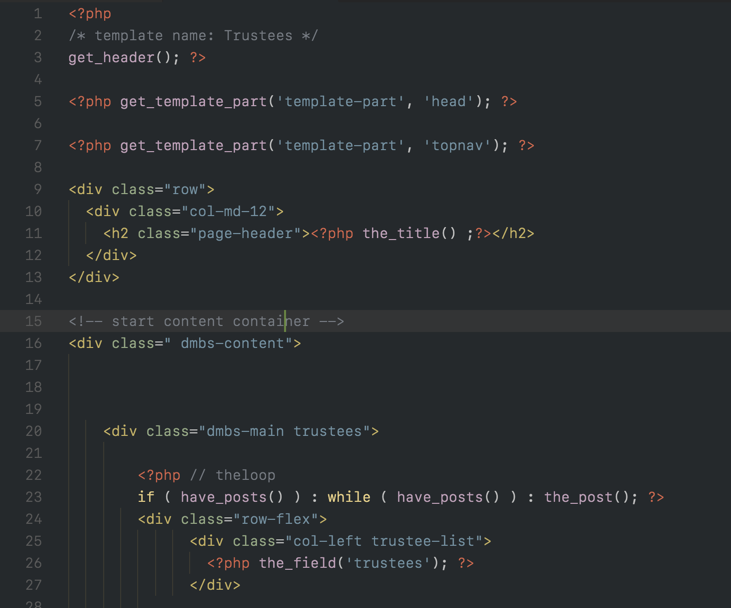 1 <?php
2 /* template name: Trustees */
3 get_header(); ?>
4
5 <?php get_template_part('template-part', 'head'); ?>
6
7 <?php get_template_part('template-part', 'topnav'); ?>
8
9 <div class="row">
10 <div class="col-md-12">
11 <h2 class="page-header"><?php the_title() ;?></h2>
12 </div>
13 </div>
14
15 <!-- start content container -->
16 <div class=" dmbs-content">
17
18
19
20 <div class="dmbs-main trustees">
21
22 <?php // theloop
23 if ( have_posts() ) : while ( have_posts() ) : the_post(); ?>
24 <div class="row-flex">
25 <div class="col-left trustee-list">
26 <?php the_field('trustees'); ?>
27 </div>
28